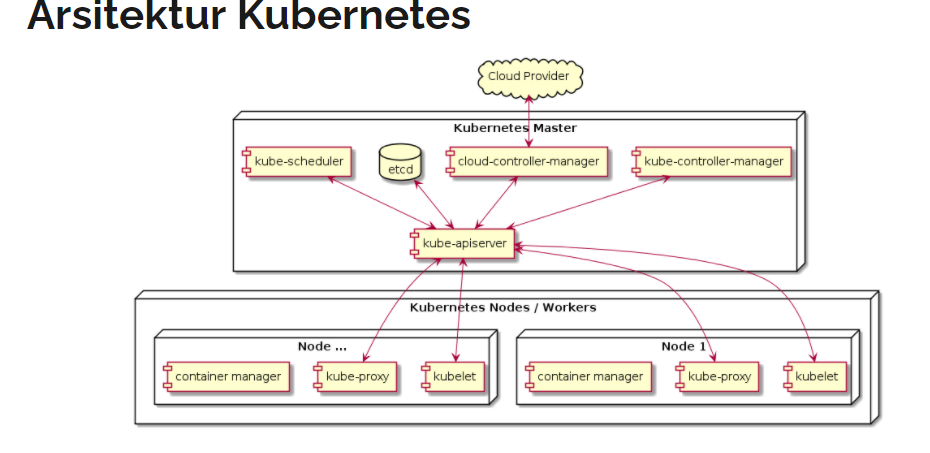 Arsitektur Kubernetes
Cloud Provider
Kubernetes Master
kube-scheduler
etcd
cloud-controller-manager
kube-controller-manager
kube-apiserver
Kubernetes Nodes / Workers
Node ...
container manager
kube-proxy
kubelet
Node 1
container manager
kube-proxy
kubelet